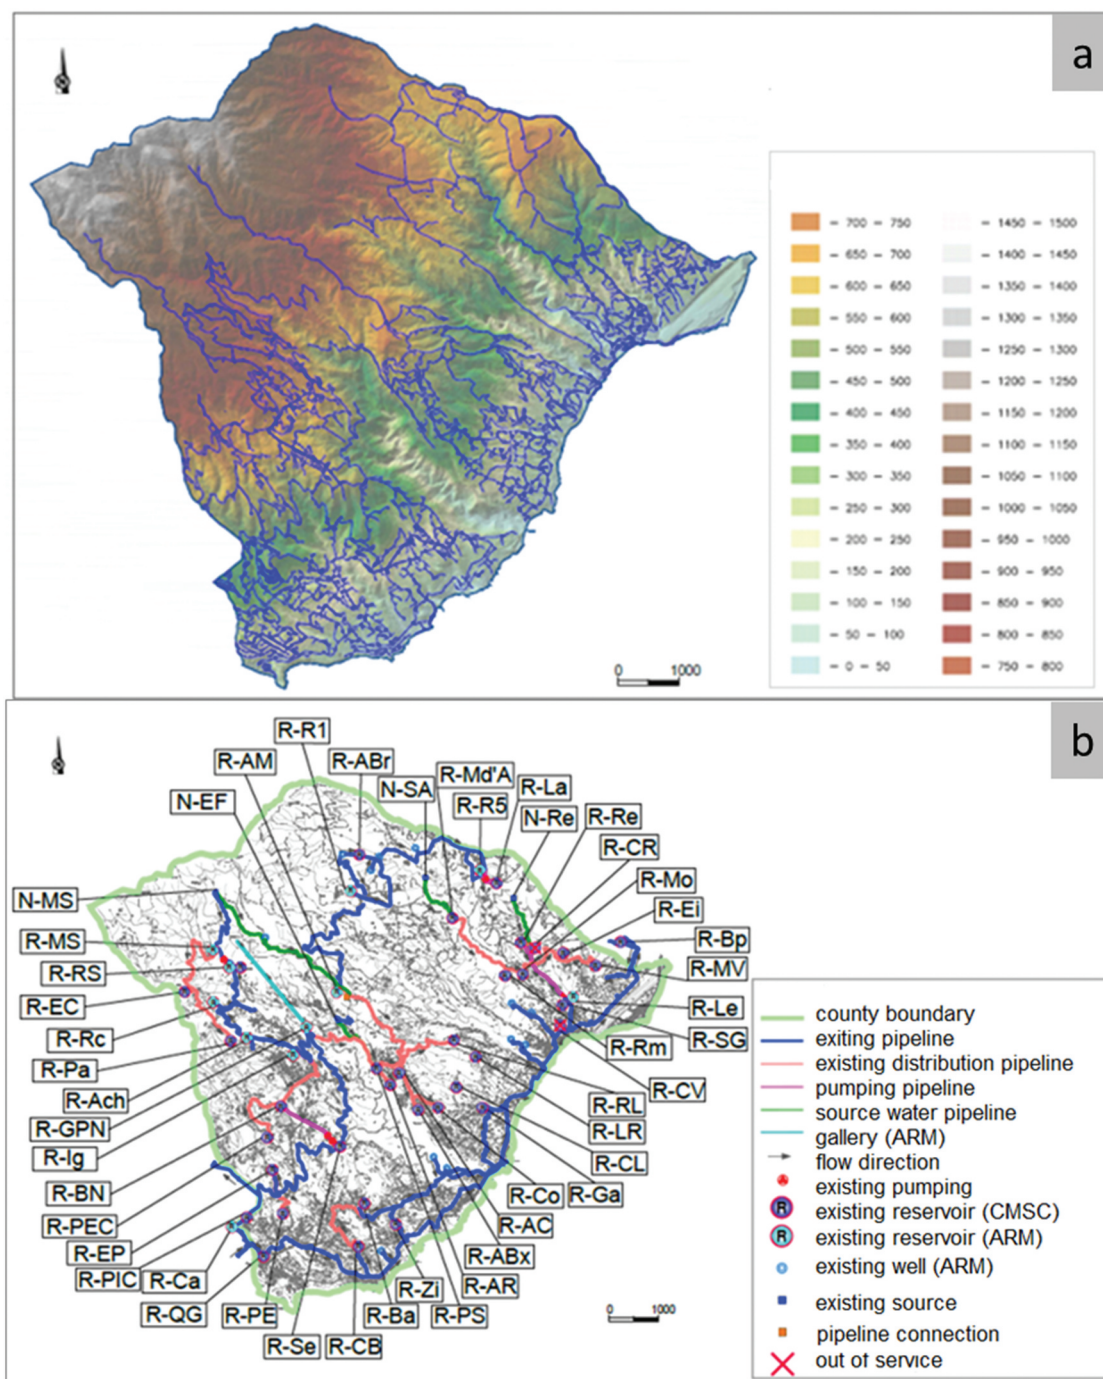 a
- 700 - 750
- 1450 - 1500
- 650 - 700
- 1400 - 1450
- 600 - 650
- 1350 - 1400
- 550 - 600
- 1300 - 1350
- 500 - 550
- 1250 - 1300
- 450 - 500
- 1200 - 1250
- 400 - 450
- 1150 - 1200
- 350 - 400
- 1100 - 1150
- 300 - 350
- 1050 - 1100
- 250 - 300
- 1000 - 1050
- 200 - 250
- 950 - 1000
- 150 - 200
- 900 - 950
- 100 - 150
- 850 - 900
- 50 - 100
- 800 - 850
- 0 - 50
- 750 - 800
0 1000
b
R-R1
R-AM
R-ABr
N-EF
N-SA
R-Md'A
R-R5
R-La
N-Re
R-Re
R-CR
R-Mo
R-Ei
R-Bp
R-MV
R-Le
R-SG
R-Rm
R-CV
R-RL
R-LR
R-CL
R-Ga
R-Co
R-AC
R-ABx
R-AR
R-PS
R-Zi
R-Ba
R-CB
R-Se
R-PE
R-QG
R-Ca
R-PIC
R-EP
R-PEC
R-BN
R-Ig
R-GPN
R-Ach
R-Pa
R-Rc
R-EC
R-RS
R-MS
N-MS
county boundary
exiting pipeline
existing distribution pipeline
pumping pipeline
source water pipeline
gallery (ARM)
flow direction
existing pumping
R existing reservoir (CMSC)
R existing reservoir (ARM)
existing well (ARM)
existing source
pipeline connection
out of service
0 1000